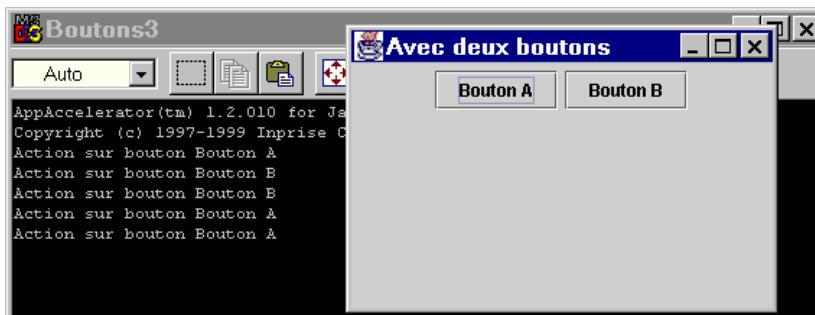 Boutons3
Auto
AppAccelerator(tm) 1.2.010 for Ja
Copyright (c) 1997-1999 Inprise C
Action sur bouton Bouton A
Action sur bouton Bouton B
Action sur bouton Bouton B
Action sur bouton Bouton A
Action sur bouton Bouton A
Avec deux boutons
Bouton A Bouton B